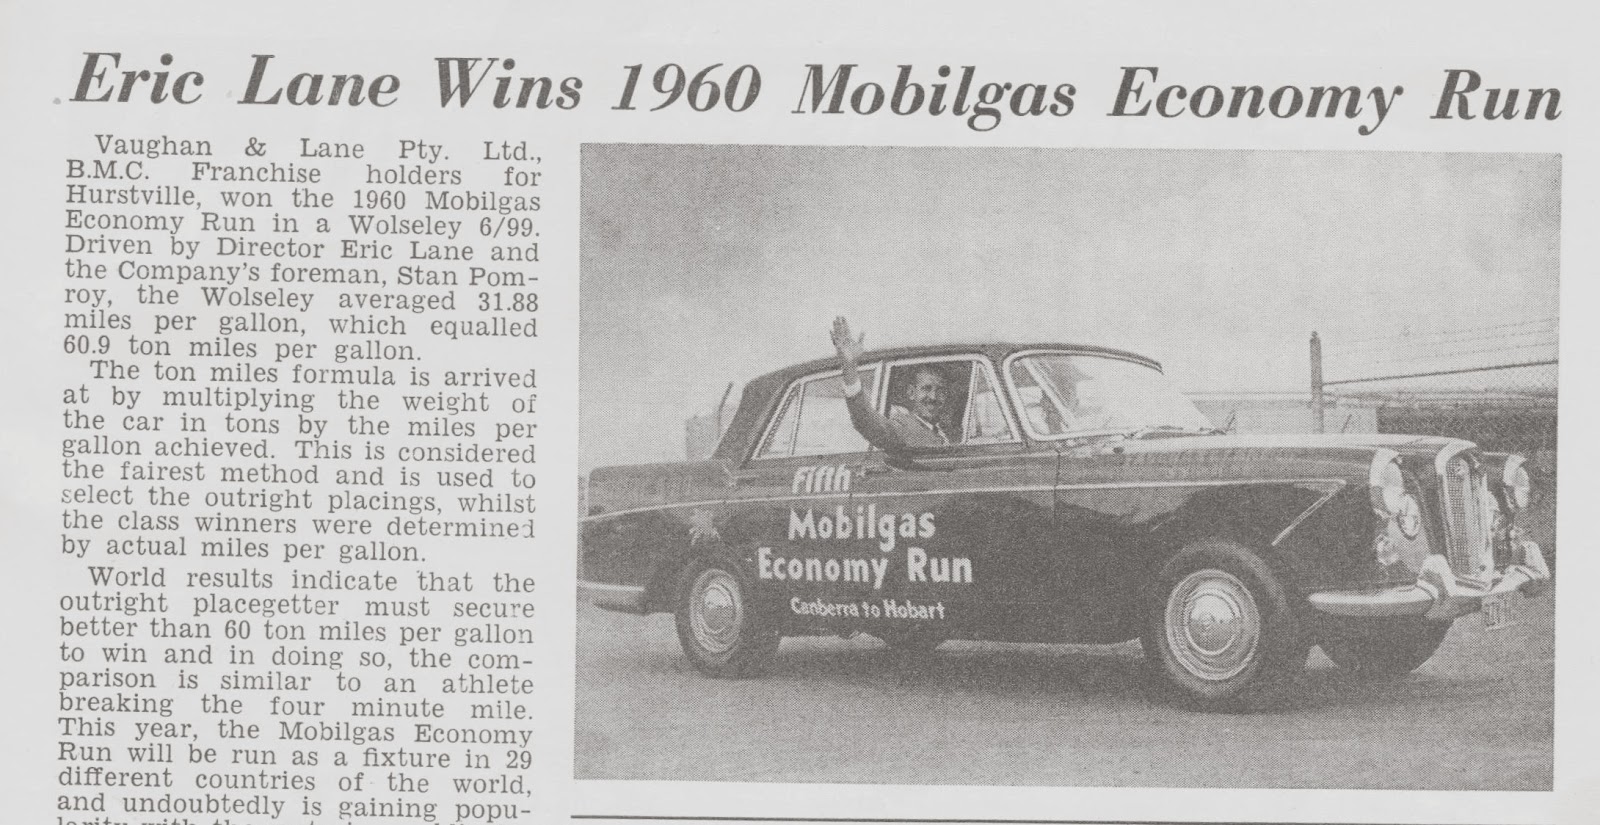 Eric Lane Wins 1960 Mobilgas Economy Run
Vaughan & Lane Pty. Ltd.,
B.M.C. Franchise holders for
Hurstville, won the 1960 Mobilgas
Economy Run in a Wolseley 6/99.
Driven by Director Eric Lane and
the Company's foreman, Stan Pom-
roy, the Wolseley averaged 31.88
miles per gallon, which equalled
60.9 ton miles per gallon.
The ton miles formula is arrived
at by multiplying the weight of
the car in tons by the miles per
gallon achieved. This is considered
the fairest method and is used to
select the outright placings, whilst
the class winners were determined
by actual miles per gallon.
World results indicate that the
outright placegetter must secure
better than 60 ton miles per gallon
to win and in doing so, the com-
parison is similar to an athlete
breaking the four minute mile.
This year, the Mobilgas Economy
Run will be run as a fixture in 29
different countries of the world,
and undoubtedly is gaining popu-
Fifth
Mobilgas
Economy Run
Canberra to Hobart